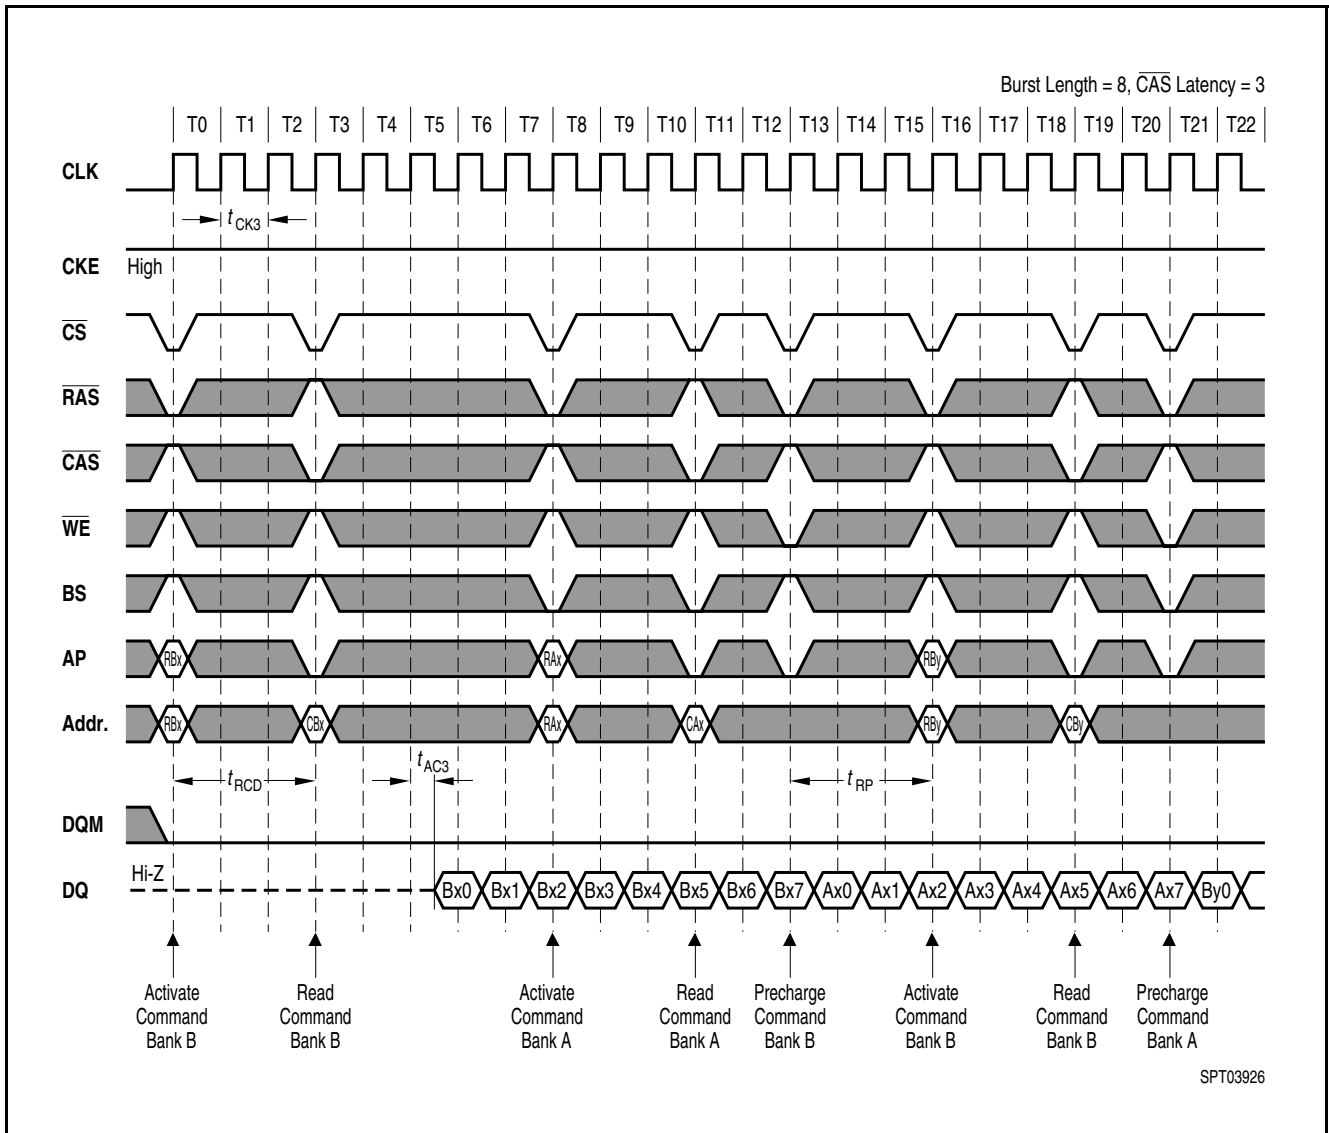 Burst Length = 8, CAS Latency = 3
T0 T1 T2 T3 T4 T5 T6 T7 T8 T9 T10 T11 T12 T13 T14 T15 T16 T17 T18 T19 T20 T21 T22
CLK
t CK3
CKE High
CS
RAS
CAS
WE
BS
AP RBx RAx RBy
Addr. RBx CBx RAx CAx RBy CBy
t RCD t AC3 t RP
DQM
Hi-Z
DQ Bx0 Bx1 Bx2 Bx3 Bx4 Bx5 Bx6 Bx7 Ax0 Ax1 Ax2 Ax3 Ax4 Ax5 Ax6 Ax7 By0
Activate Read Activate Read Precharge Activate Read Precharge
Command Command Command Command Command Command Command Command
Bank B Bank B Bank A Bank A Bank B Bank B Bank B Bank A
SPT03926